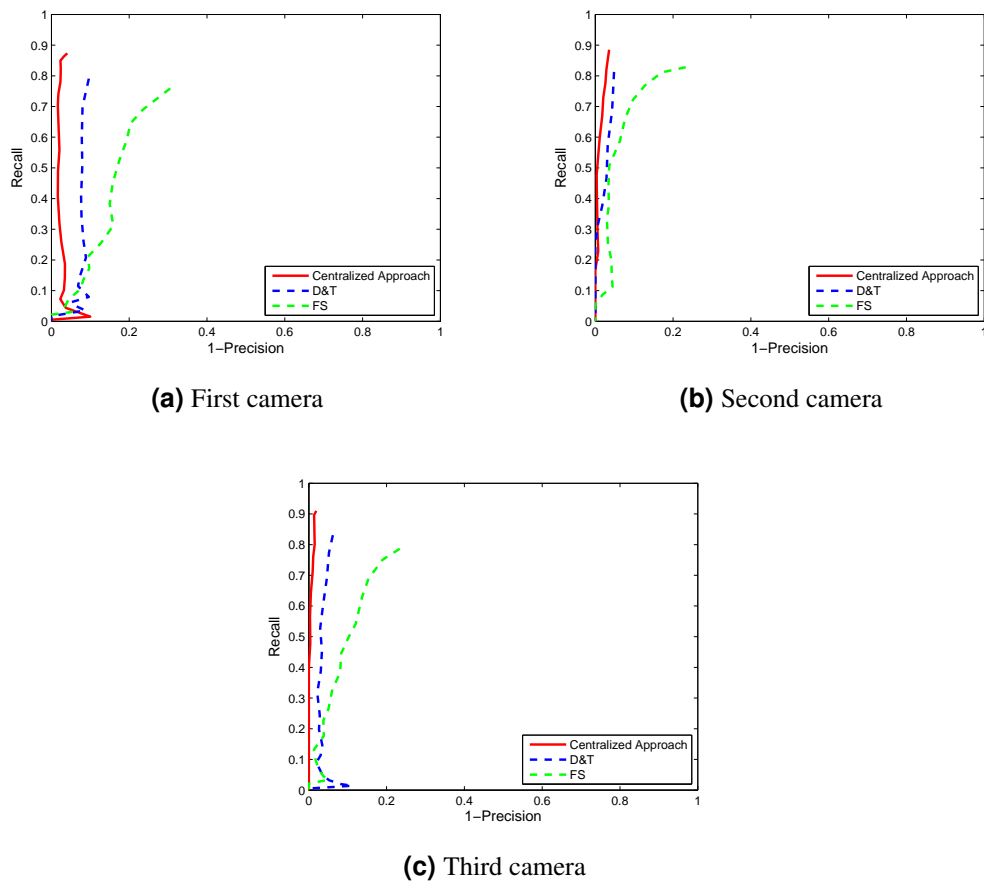 1
0.9
0.8
0.7
0.6
0.5
0.4
0.3
0.2
0.1
0
Recall
Centralized Approach
D&T
FS
0 0.2 0.4 0.6 0.8 1
1−Precision
(a) First camera
1
0.9
0.8
0.7
0.6
0.5
0.4
0.3
0.2
0.1
0
Recall
Centralized Approach
D&T
FS
0 0.2 0.4 0.6 0.8 1
1−Precision
(b) Second camera
1
0.9
0.8
0.7
0.6
0.5
0.4
0.3
0.2
0.1
0
Recall
Centralized Approach
D&T
FS
0 0.2 0.4 0.6 0.8 1
1−Precision
(c) Third camera